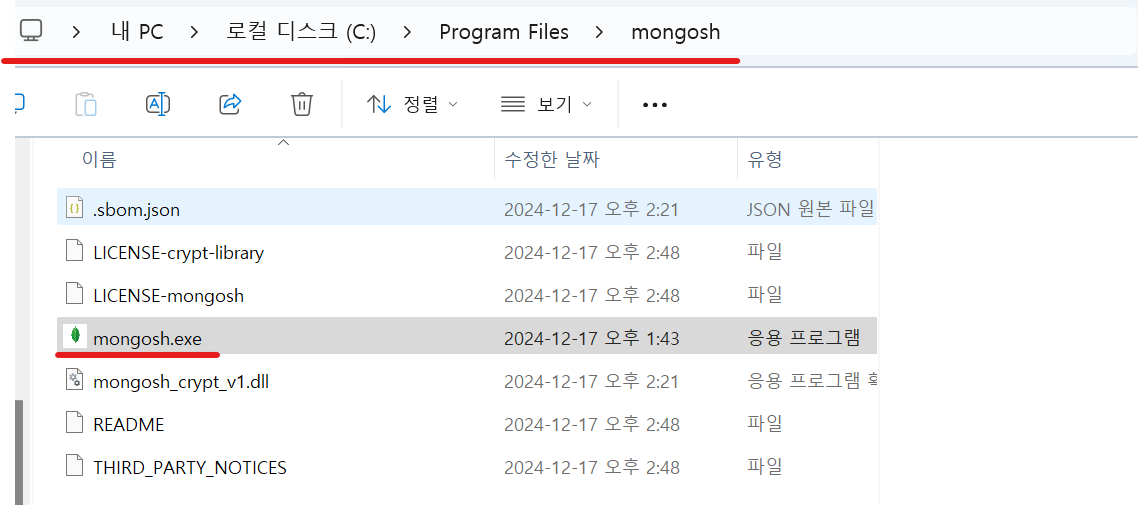 내 PC > 로컬 디스크 (C:) > Program Files > mongosh
정렬 보기
이름 수정한 날짜 유형
.sbom.json 2024-12-17 오후 2:21 JSON 원본 파일
LICENSE-crypt-library 2024-12-17 오후 2:48 파일
LICENSE-mongosh 2024-12-17 오후 2:48 파일
mongosh.exe 2024-12-17 오후 1:43 응용 프로그램
mongosh_crypt_v1.dll 2024-12-17 오후 2:21 응용 프로그램
README 2024-12-17 오후 2:48 파일
THIRD_PARTY_NOTICES 2024-12-17 오후 2:48 파일